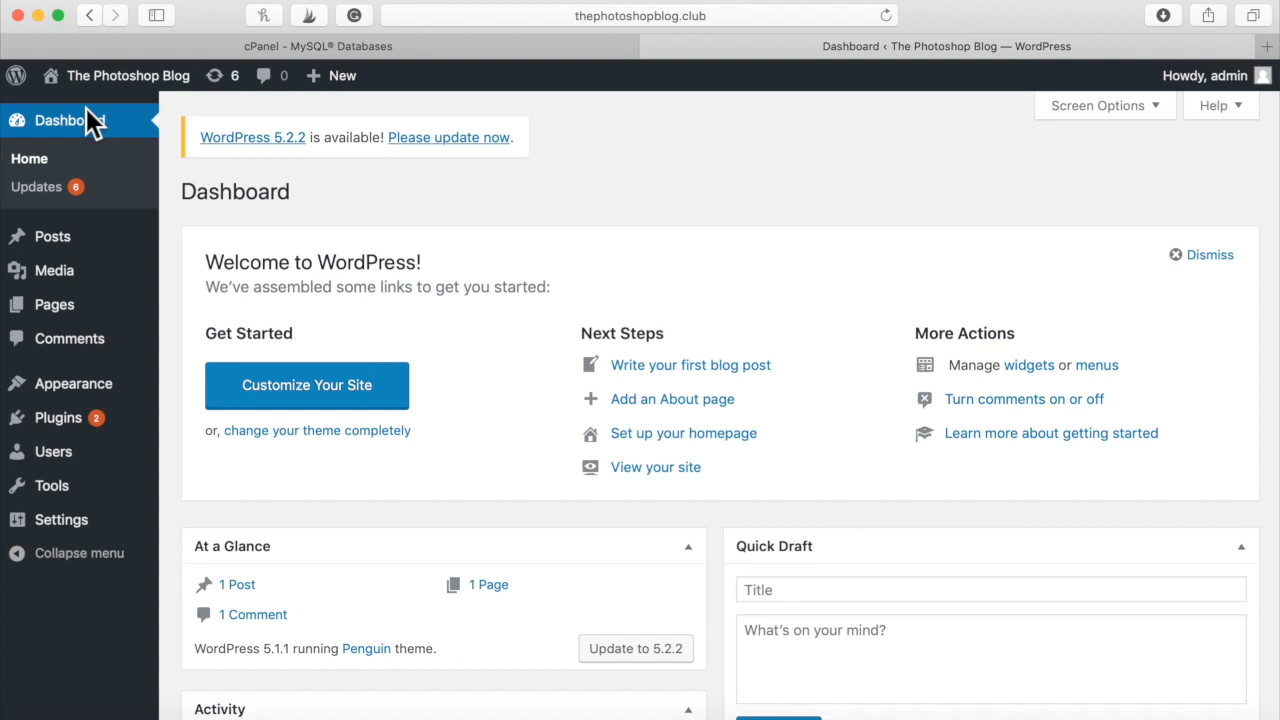 thephotoshopblog.club
cPanel - MySQL® Databases
Dashboard ‹ The Photoshop Blog — WordPress
The Photoshop Blog 6 0 New Howdy, admin
Dashboard
Screen Options ▼ Help ▼
WordPress 5.2.2 is available! Please update now.
Home
Updates 6
Dashboard
Posts
Media
Pages
Comments
Appearance
Plugins 2
Users
Tools
Settings
Collapse menu
Welcome to WordPress!
Dismiss
We’ve assembled some links to get you started:
Get Started
Customize Your Site
or, change your theme completely
Next Steps
Write your first blog post
Add an About page
Set up your homepage
View your site
More Actions
Manage widgets or menus
Turn comments on or off
Learn more about getting started
At a Glance
1 Post
1 Page
1 Comment
WordPress 5.1.1 running Penguin theme.
Update to 5.2.2
Activity
Quick Draft
Title
What’s on your mind?